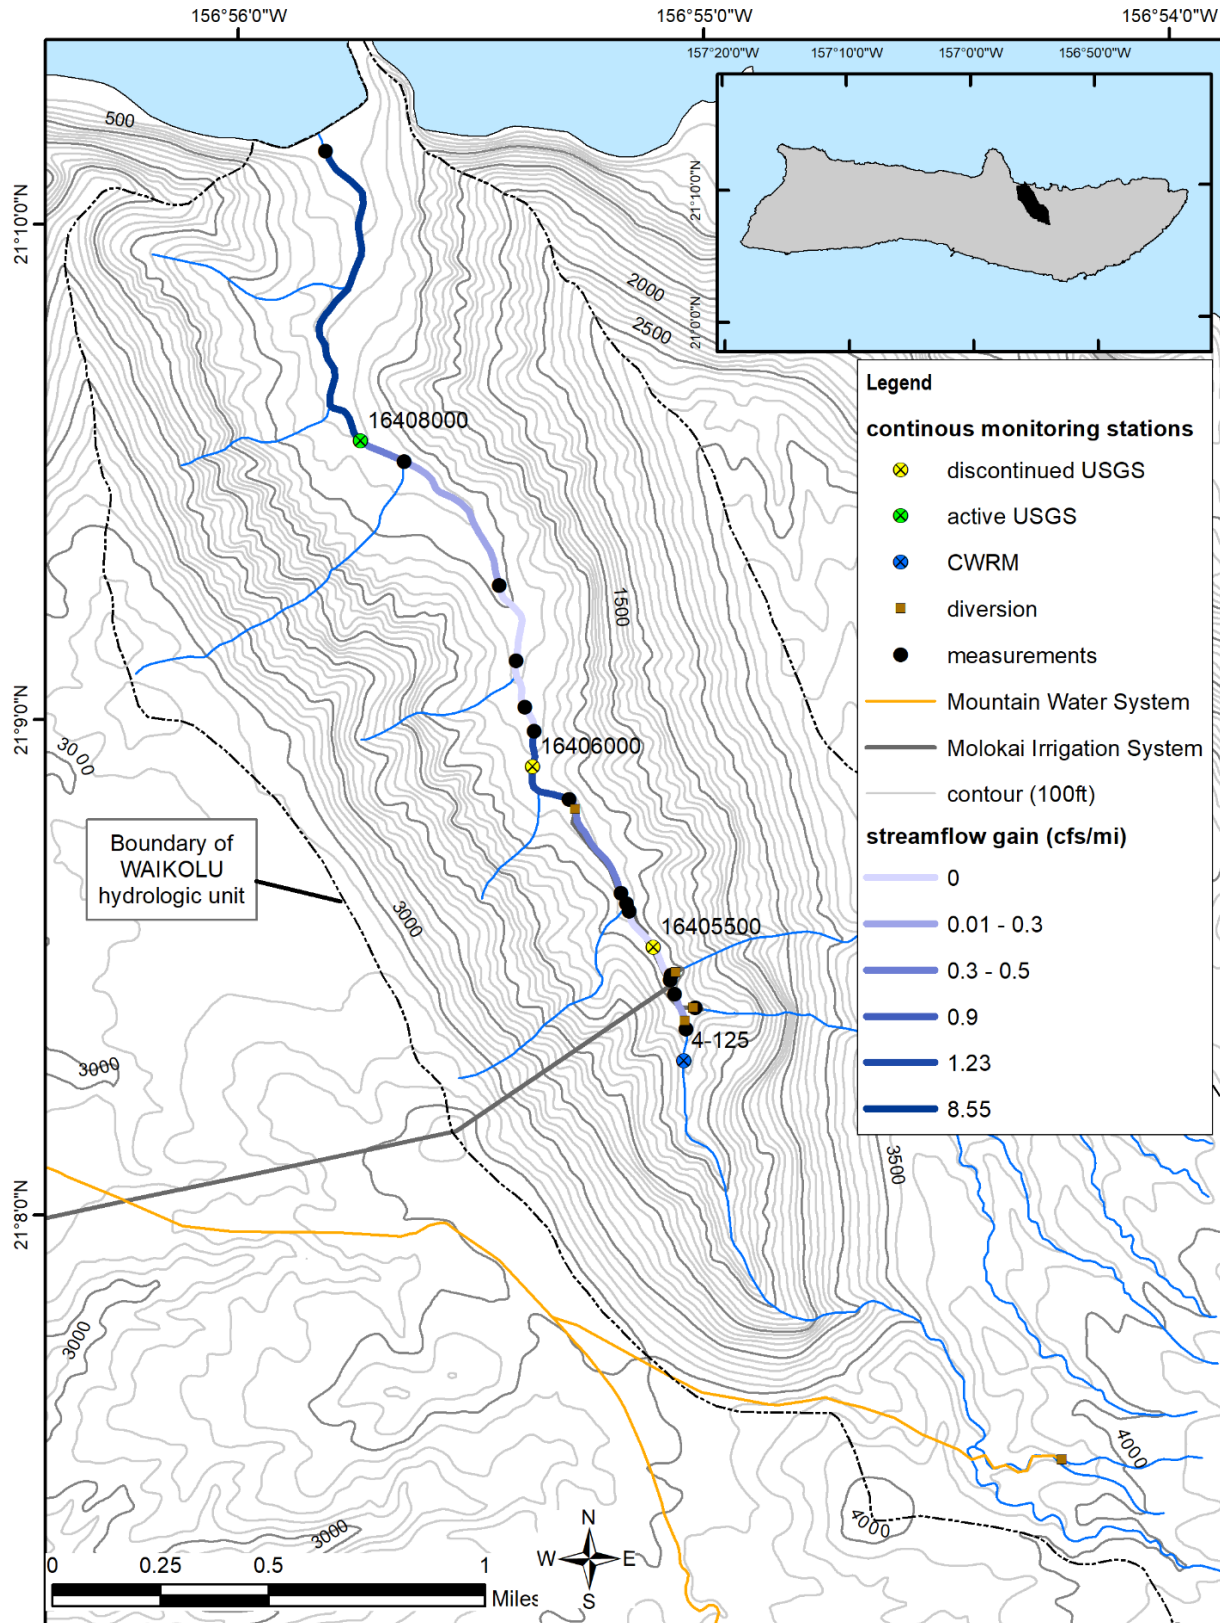 156°56'0"W
156°55'0"W
156°54'0"W
157°20'0"W
157°10'0"W
157°0'0"W
156°50'0"W
21°10'0"N
21°0'0"N
500
21°10'0"N
2000
2500
Legend
continous monitoring stations
discontinued USGS
active USGS
CWRM
diversion
measurements
Mountain Water System
Molokai Irrigation System
contour (100ft)
streamflow gain (cfs/mi)
0
0.01 - 0.3
0.3 - 0.5
0.9
1.23
8.55
16408000
1500
21°9'0"N
3000
16406000
Boundary of
WAIKOLU
hydrologic unit
3000
16405500
4-125
3000
3500
21°8'0"N
3000
4000
4000
3000
N
W
E
S
0
0.25
0.5
1
Miles